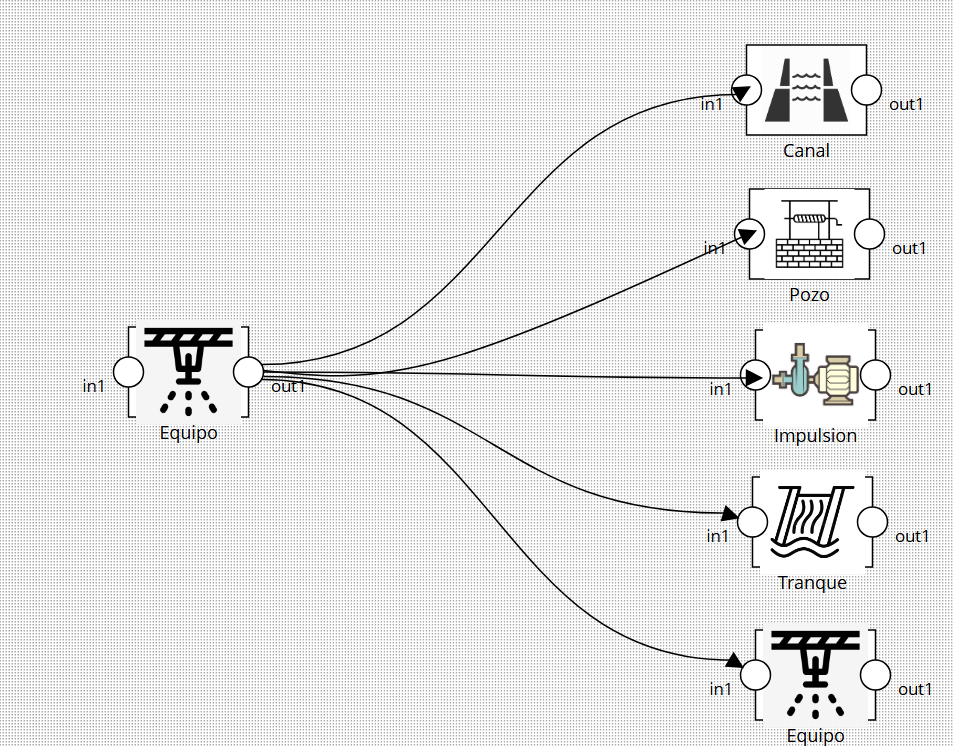 in1
out1
Canal
in1
out1
Pozo
in1
out1
Equipo
in1
out1
Impulsion
in1
out1
Tranque
in1
out1
Equipo